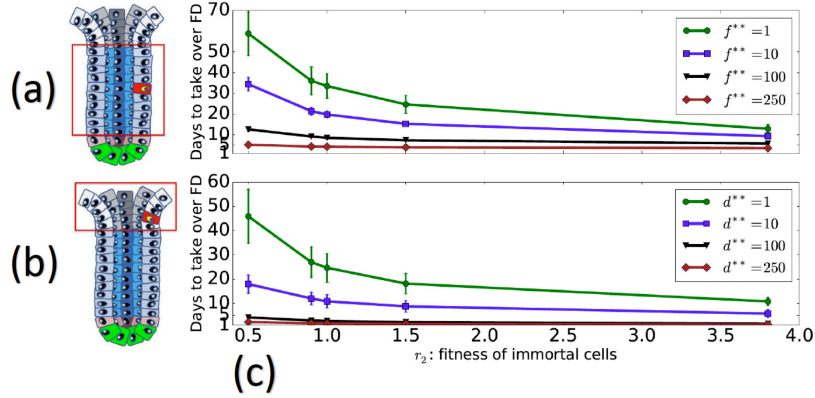 (a)
Days to take over FD
70
60
50
40
30
20
10
5
1
f** = 1
f** = 10
f** = 100
f** = 250
(b)
Days to take over FD
60
50
40
30
20
10
5
1
d** = 1
d** = 10
d** = 100
d** = 250
0.5 1.0 1.5 2.0 2.5 3.0 3.5 4.0
r₂: fitness of immortal cells
(c)